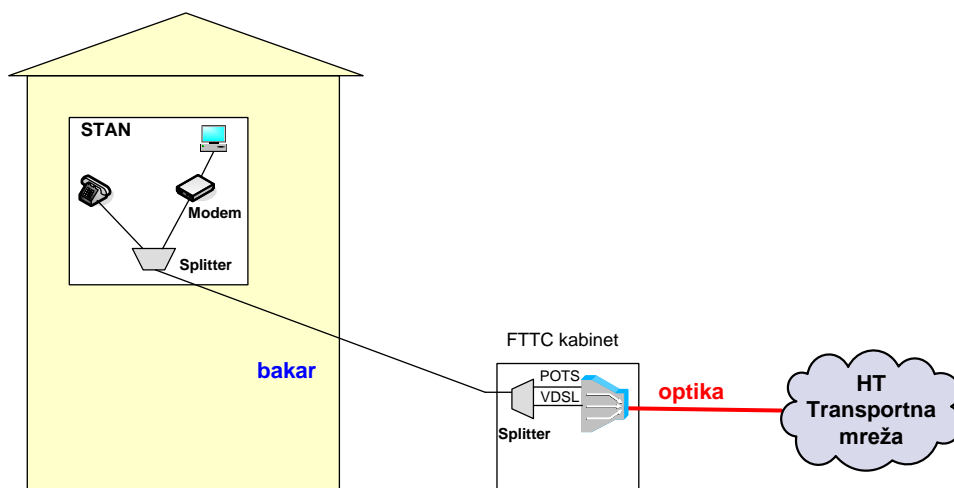 STAN
Modem
Splitter
bakar
FTTC kabinet
POTS
VDSL
Splitter
optika
HT
Transportna
mreža